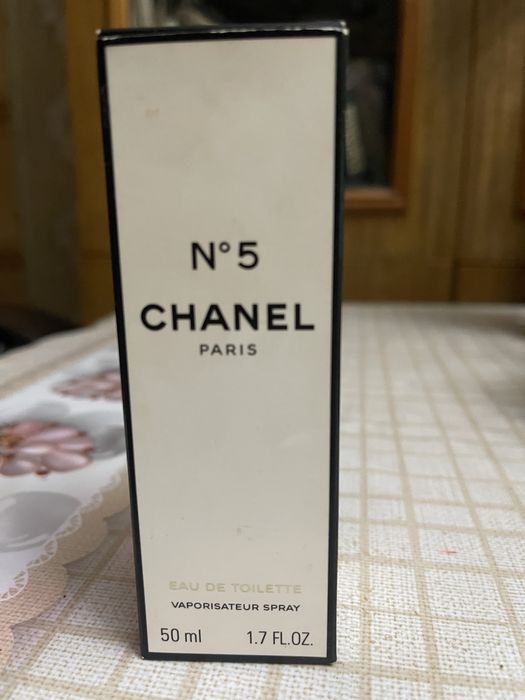 N°5
CHANEL
PARIS
EAU DE TOILETTE
VAPORISATEUR SPRAY
50 ml 1.7 FL.OZ.